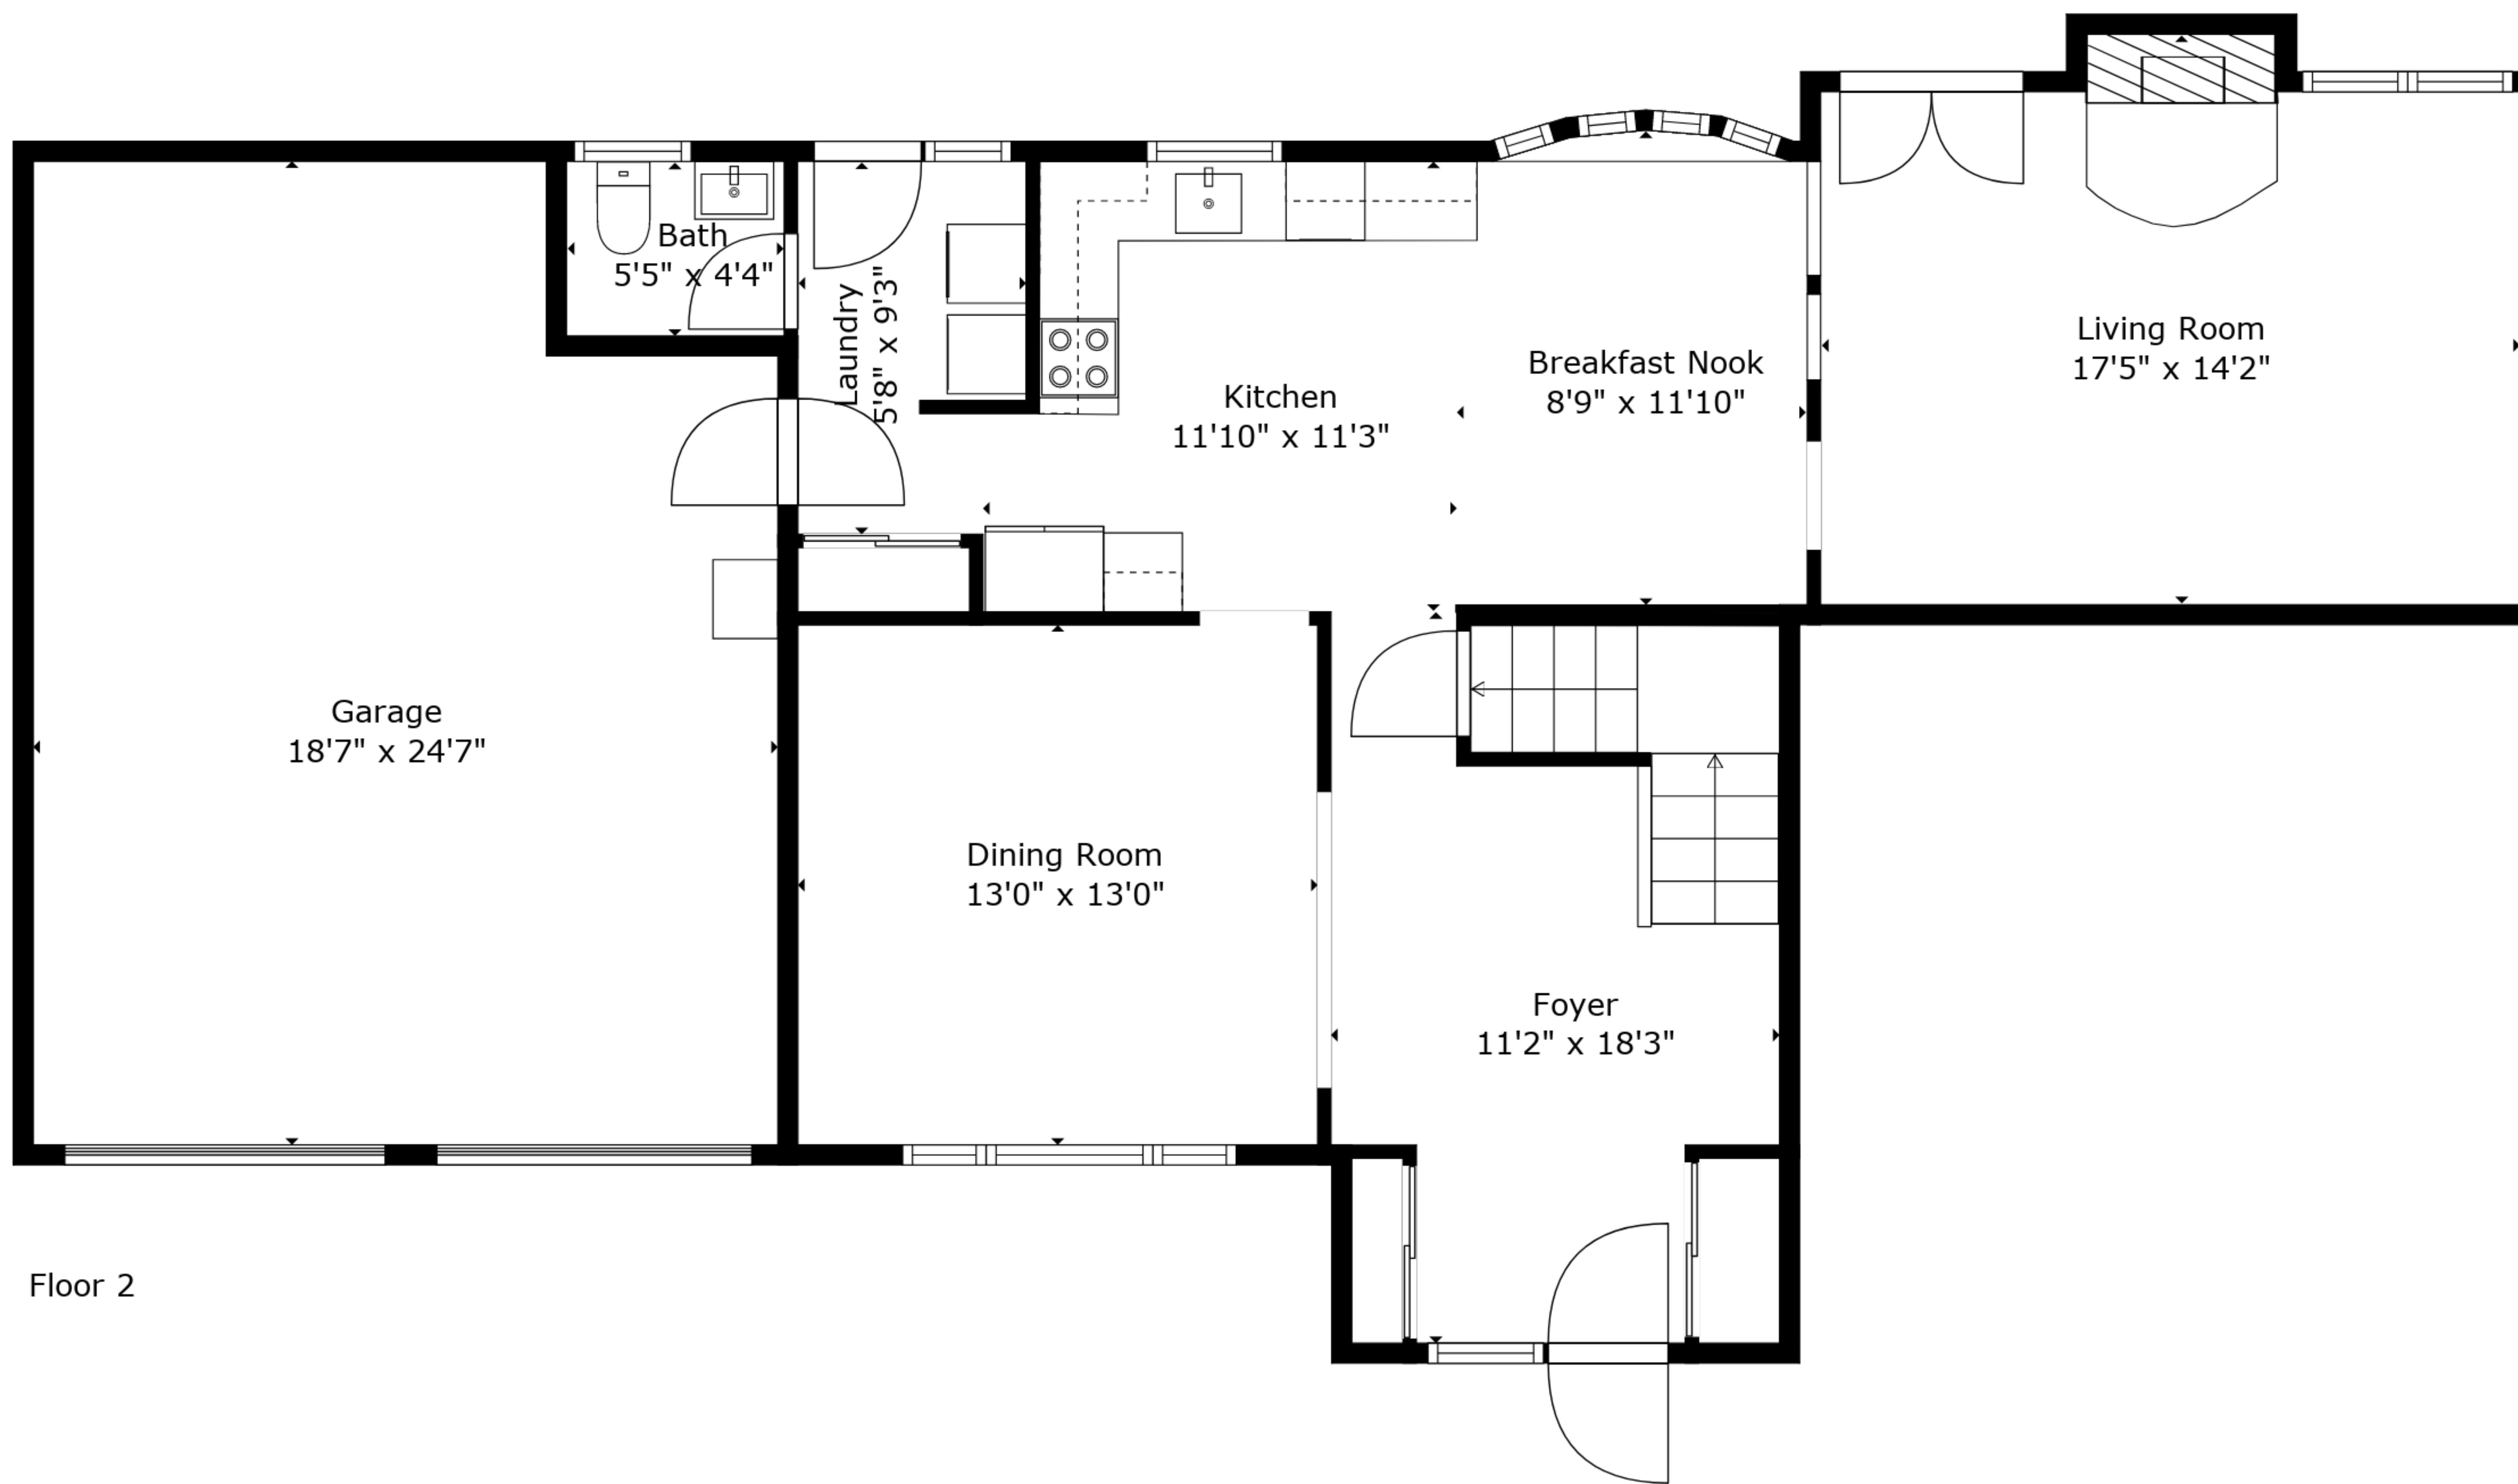 Bath
5'5" x 4'4"
Laundry
5'8" x 9'3"
Kitchen
11'10" x 11'3"
Breakfast Nook
8'9" x 11'10"
Living Room
17'5" x 14'2"
Garage
18'7" x 24'7"
Dining Room
13'0" x 13'0"
Foyer
11'2" x 18'3"
Floor 2